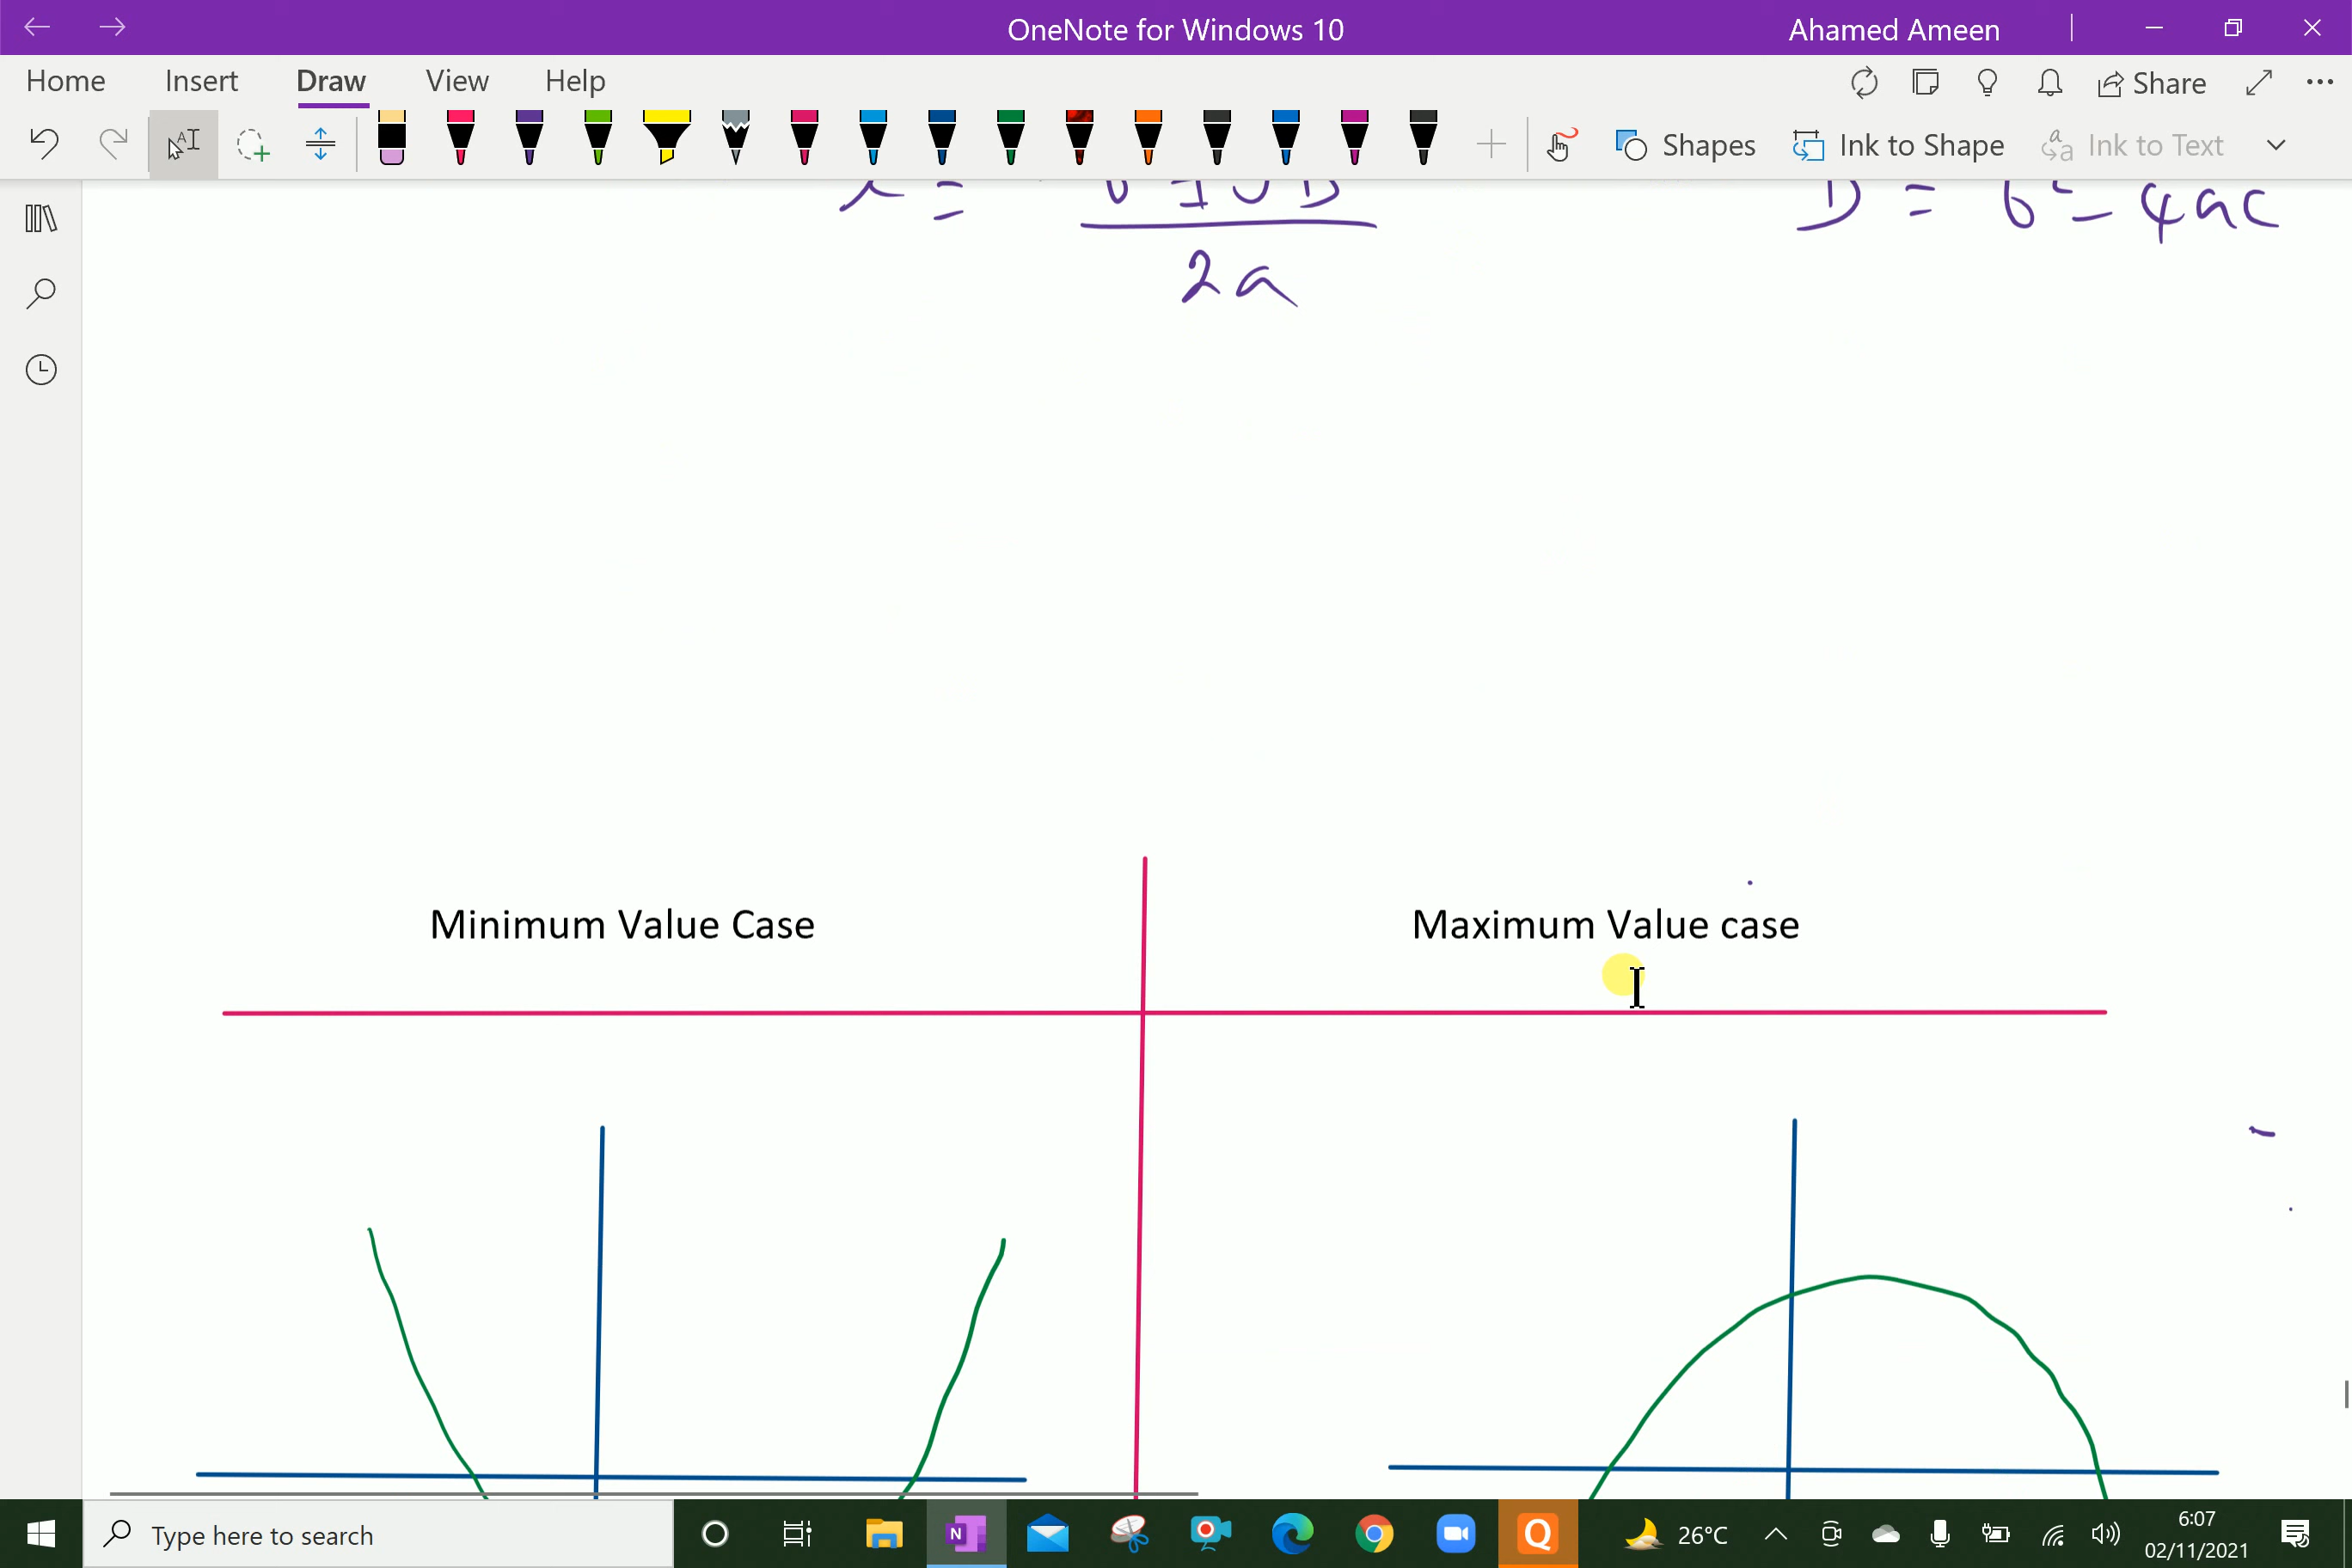 OneNote for Windows 10
Ahamed Ameen
Home Insert Draw View Help
Share
Shapes Ink to Shape Ink to Text
D = b² - 4ac
2a
Minimum Value Case
Maximum Value case
Type here to search
26°C
6:07
02/11/2021